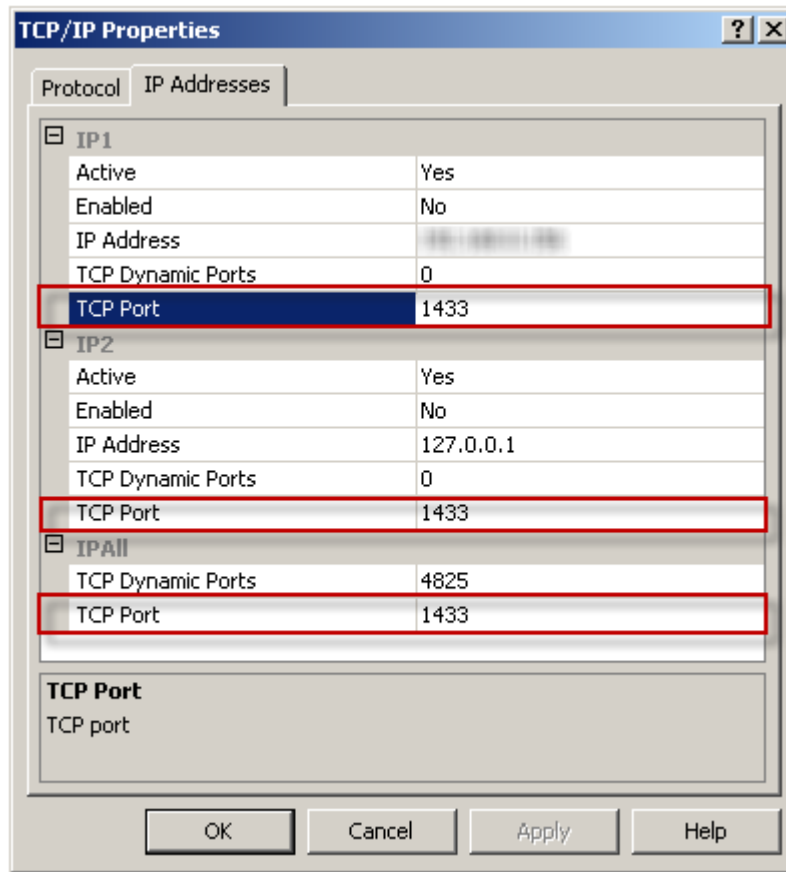 TCP/IP Properties
Protocol IP Addresses
IP1
Active Yes
Enabled No
IP Address
TCP Dynamic Ports 0
TCP Port 1433
IP2
Active Yes
Enabled No
IP Address 127.0.0.1
TCP Dynamic Ports 0
TCP Port 1433
IPAll
TCP Dynamic Ports 4825
TCP Port 1433
TCP Port
TCP port
OK Cancel Apply Help